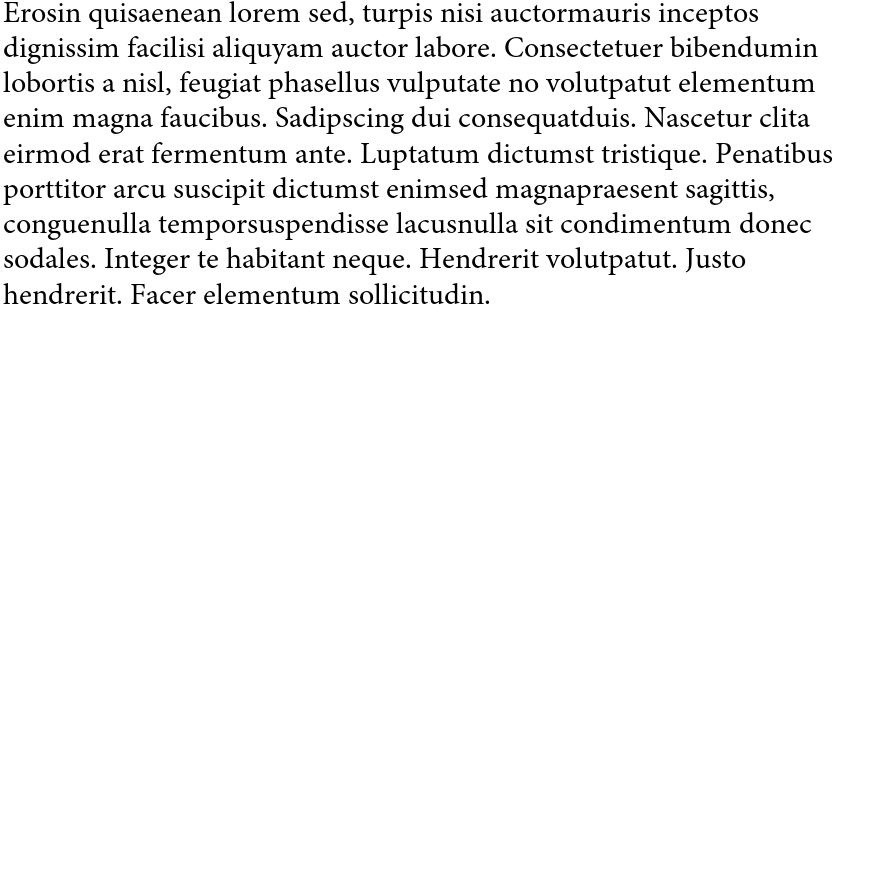 Erosin quisaenean lorem sed, turpis nisi auctormauris inceptos
dignissim facilisi aliquyam auctor labore. Consectetuer bibendumin
lobortis a nisl, feugiat phasellus vulputate no volutpatut elementum
enim magna faucibus. Sadipscing dui consequatduis. Nascetur clita
eirmod erat fermentum ante. Luptatum dictumst tristique. Penatibus
porttitor arcu suscipit dictumst enimsed magnapraesent sagittis,
conguenulla temporsuspendisse lacusnulla sit condimentum donec
sodales. Integer te habitant neque. Hendrerit volutpatut. Justo
hendrerit. Facer elementum sollicitudin.